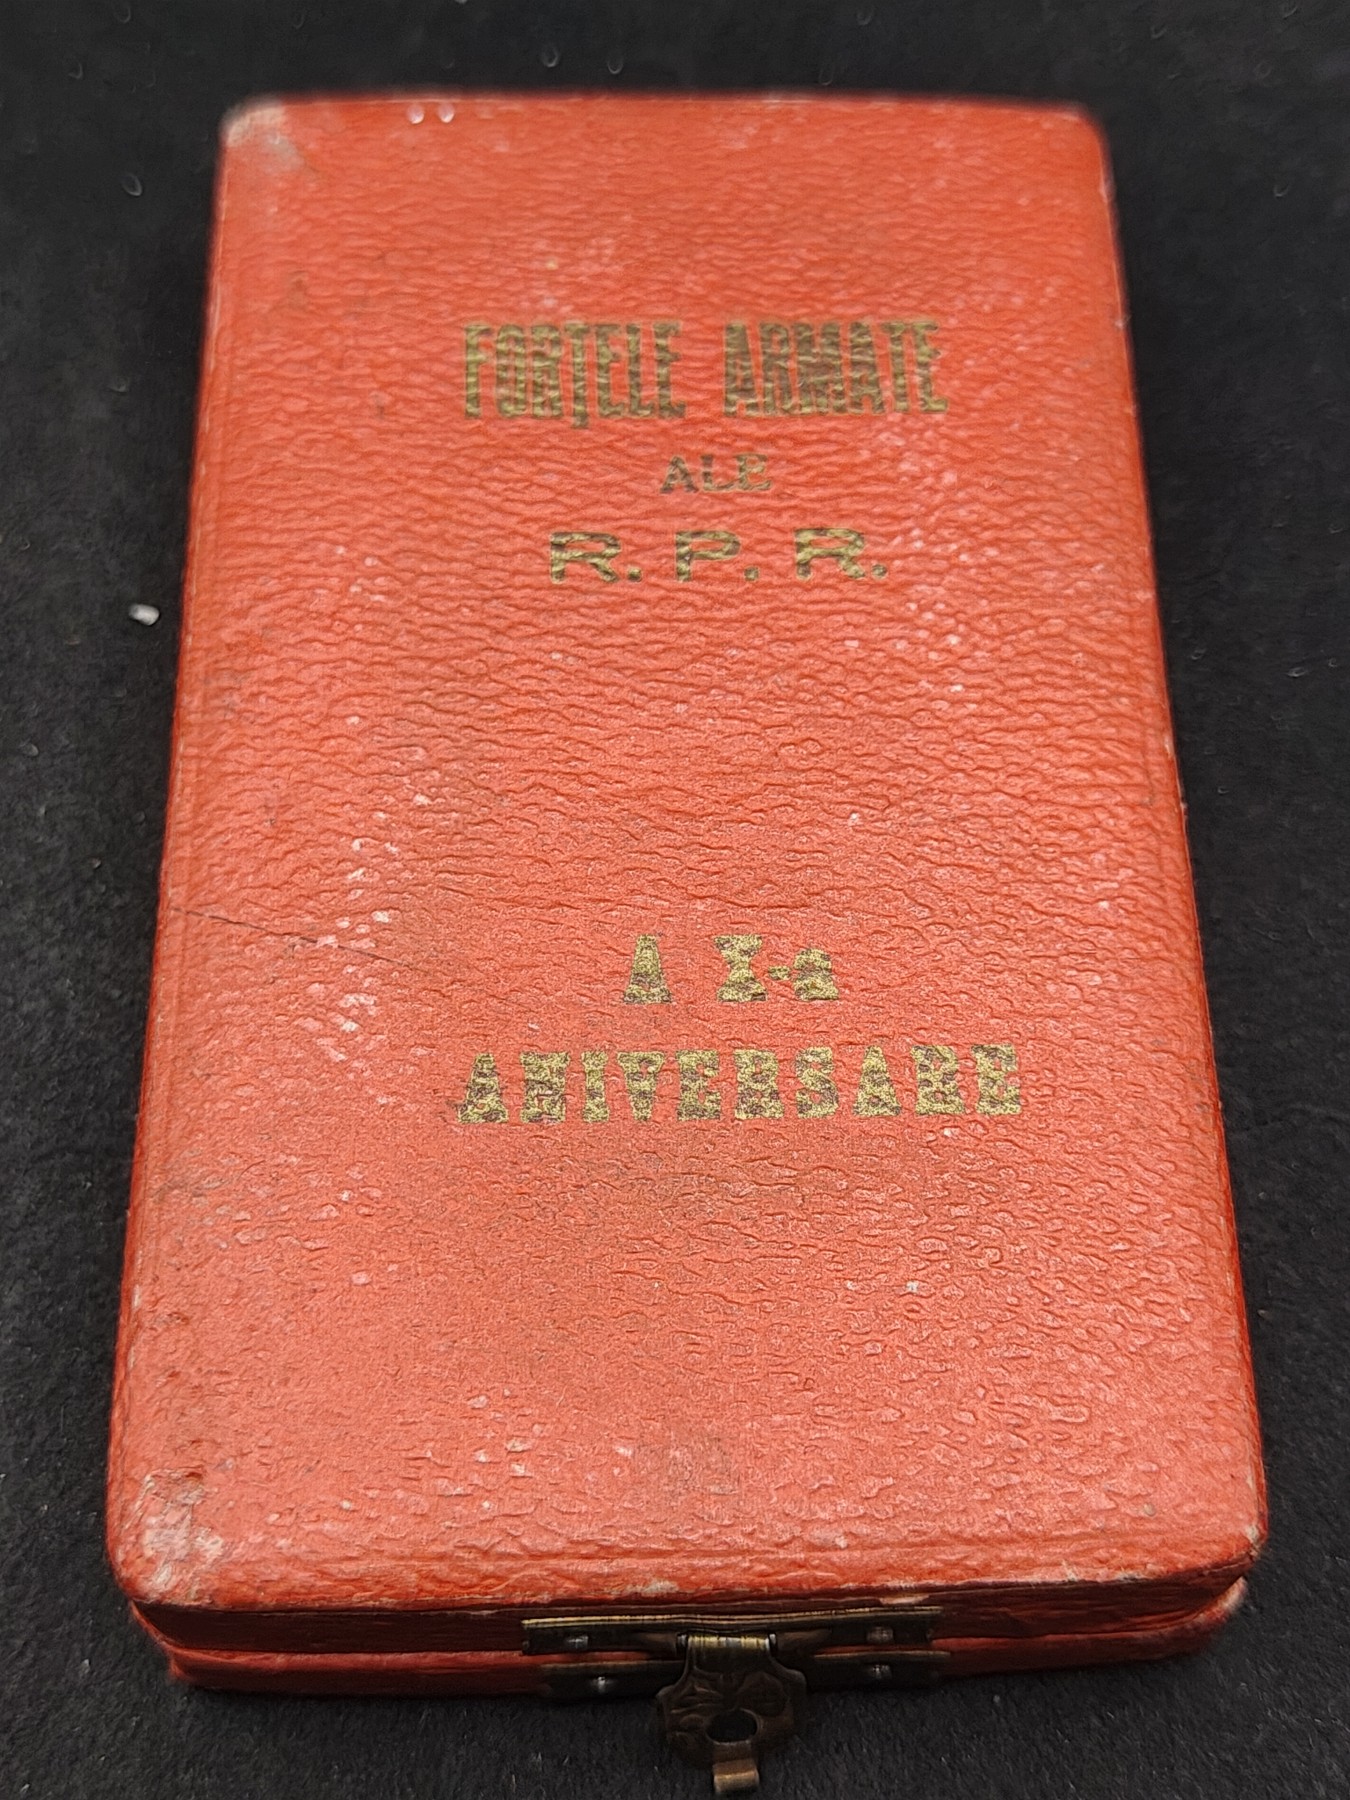 FORȚELE ARMATE
ALE
R. P. R.
A X-a
ANIVERSARE